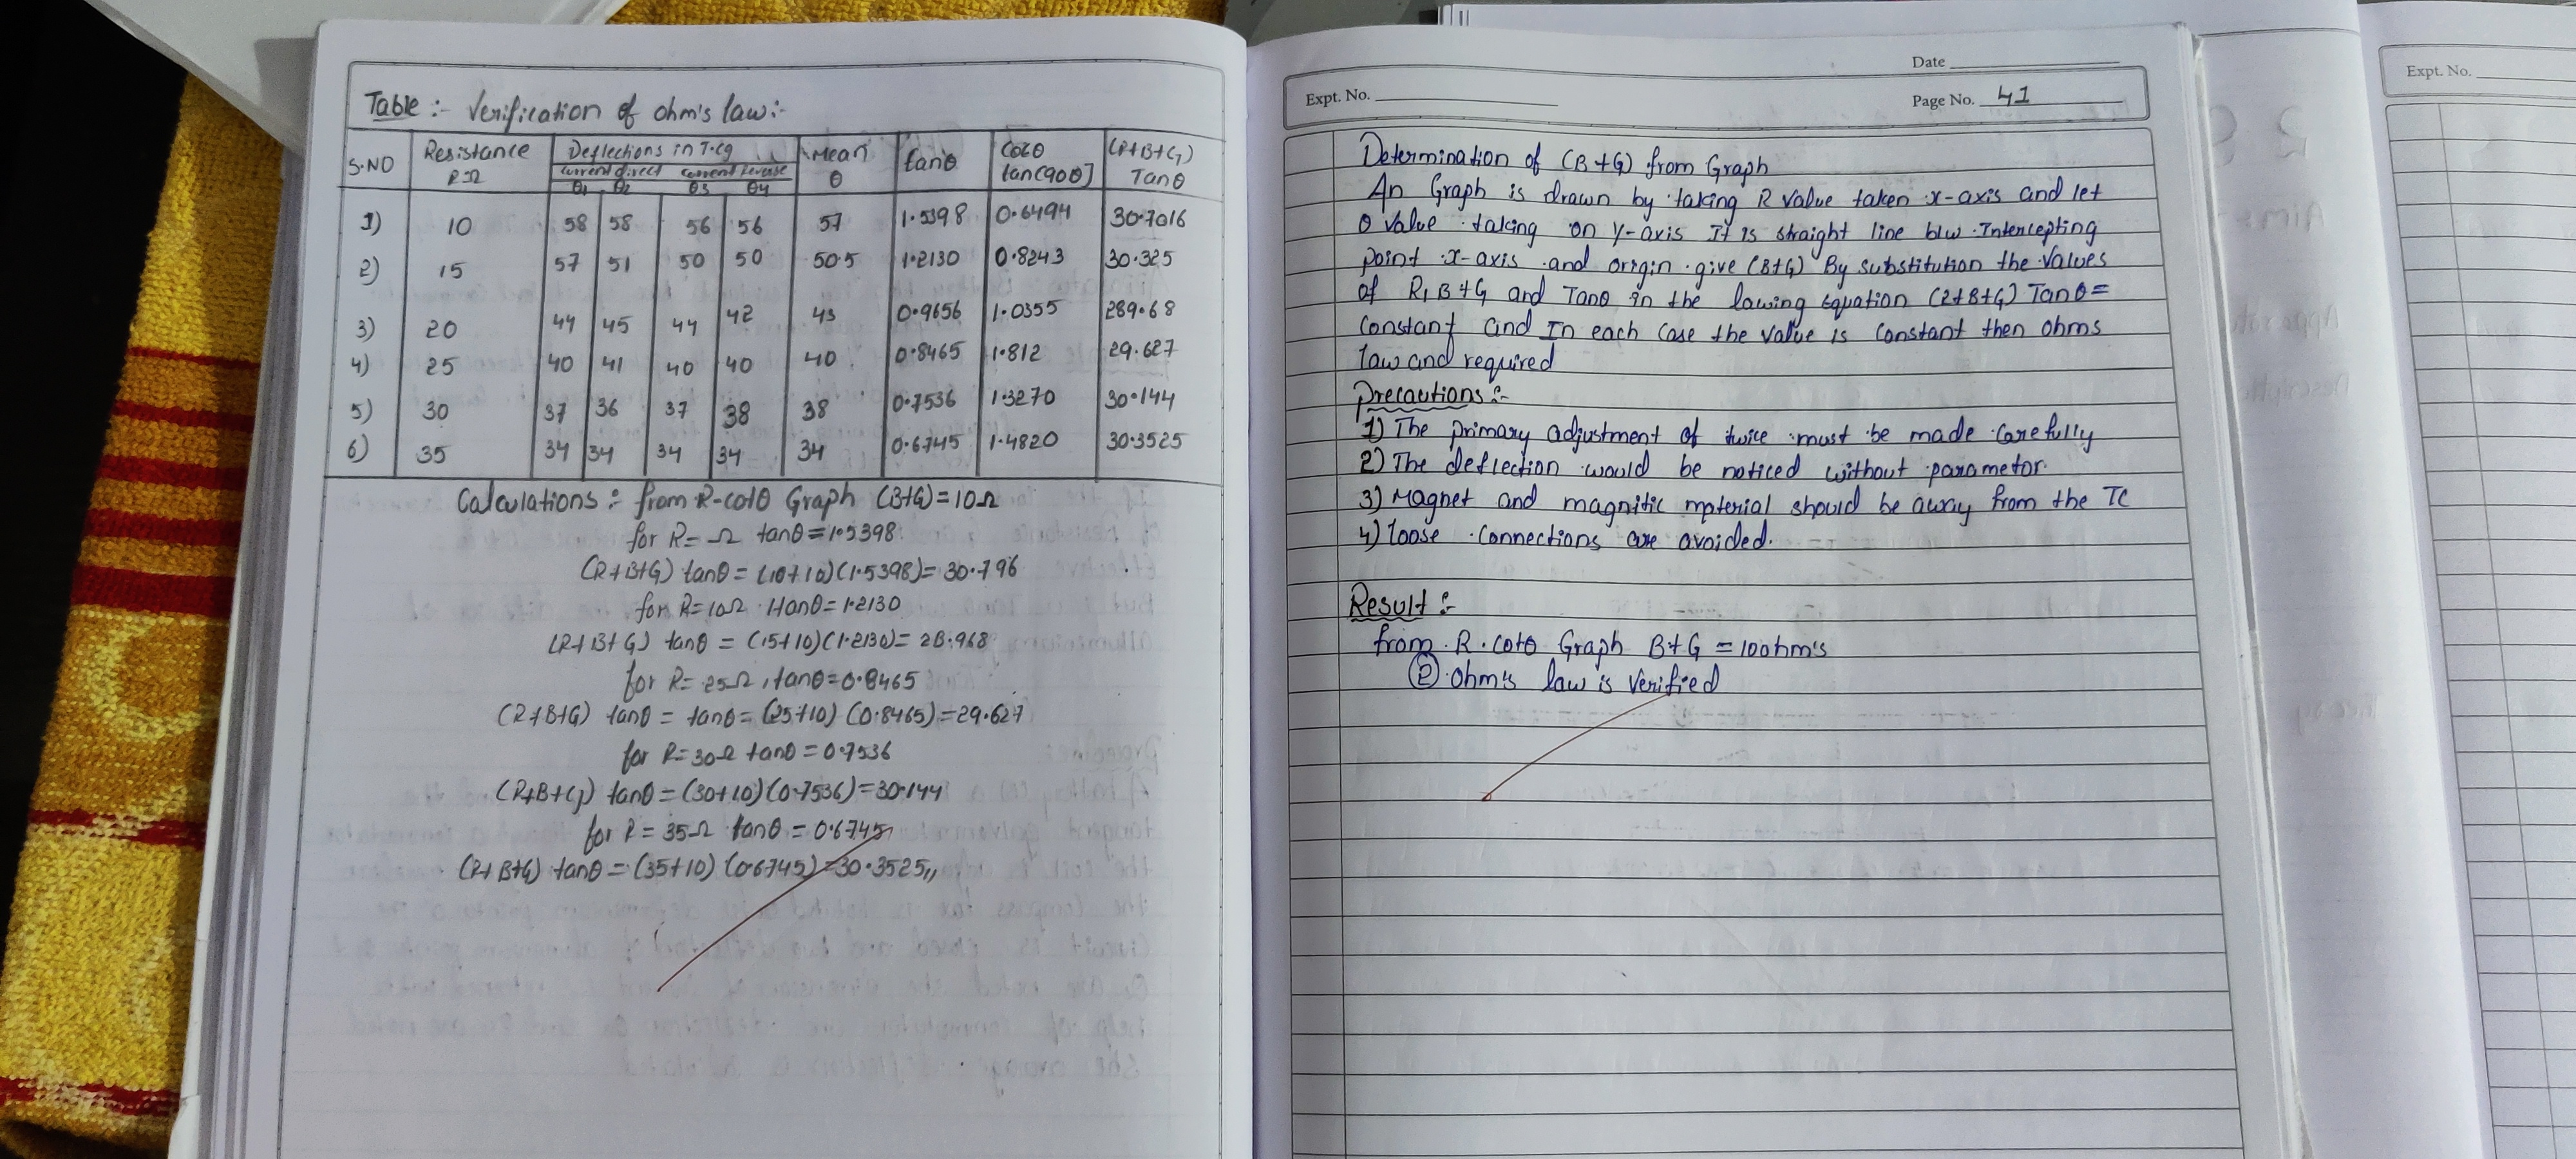 Table :- Verification of ohm's law:-
S.NO Resistance R Ω Deflections in T.Cg Mean θ tanθ Cotθ tan(90θ] (R+B+G) Tanθ
current direct current reverse
θ1 θ2 θ3 θ4
1) 10 58 58 56 56 57 1.5398 0.6494 30.7016
2) 15 57 51 50 50 50.5 1.2130 0.8243 30.325
3) 20 44 45 44 42 43 0.9656 1.0355 289.68
4) 25 40 41 40 40 40 0.8465 1.812 29.627
5) 30 37 36 37 38 38 0.7536 1.3270 30.144
6) 35 34 34 34 34 34 0.6745 1.4820 30.3525
Calculations :- from R-cotθ Graph (B+G)=10Ω
for R= Ω tanθ=1.5398
(R+B+G) tanθ = (10+10)(1.5398)= 30.796
for R=10Ω tanθ=1.2130
(R+B+G) tanθ = (15+10)(1.2130)= 28.968
for R= 25Ω, tanθ=0.8465
(R+B+G) tanθ = tanθ= (25+10) (0.8465)=29.627
for R=30Ω tanθ=0.7536
(R+B+G) tanθ=(30+10)(0.7536)=30.144
for R = 35Ω tanθ = 0.6745
(R+B+G) tanθ=(35+10) (0.6745)=30.3525,,
Date
Expt. No.
Page No. 41
Determination of (B+G) from Graph
An Graph is drawn by taking R Value taken x-axis and let
θ Value taking on y-axis It is straight line blw Intercepting
point x-axis and origin give (B+G) By substitution the Values
of R, B+G and Tanθ in the lawing equation (R+B+G) Tanθ=
constant and In each case the value is constant then ohms
law and required
Precautions :-
1) The primary adjustment of twice must be made carefully
2) The deflection would be noticed without parametor.
3) Magnet and magnitic material should be away from the TC
4) loose connections are avoided.
Result :-
from R. cotθ Graph B+G = 10ohm's
② Ohm's law is verified
Expt. No.